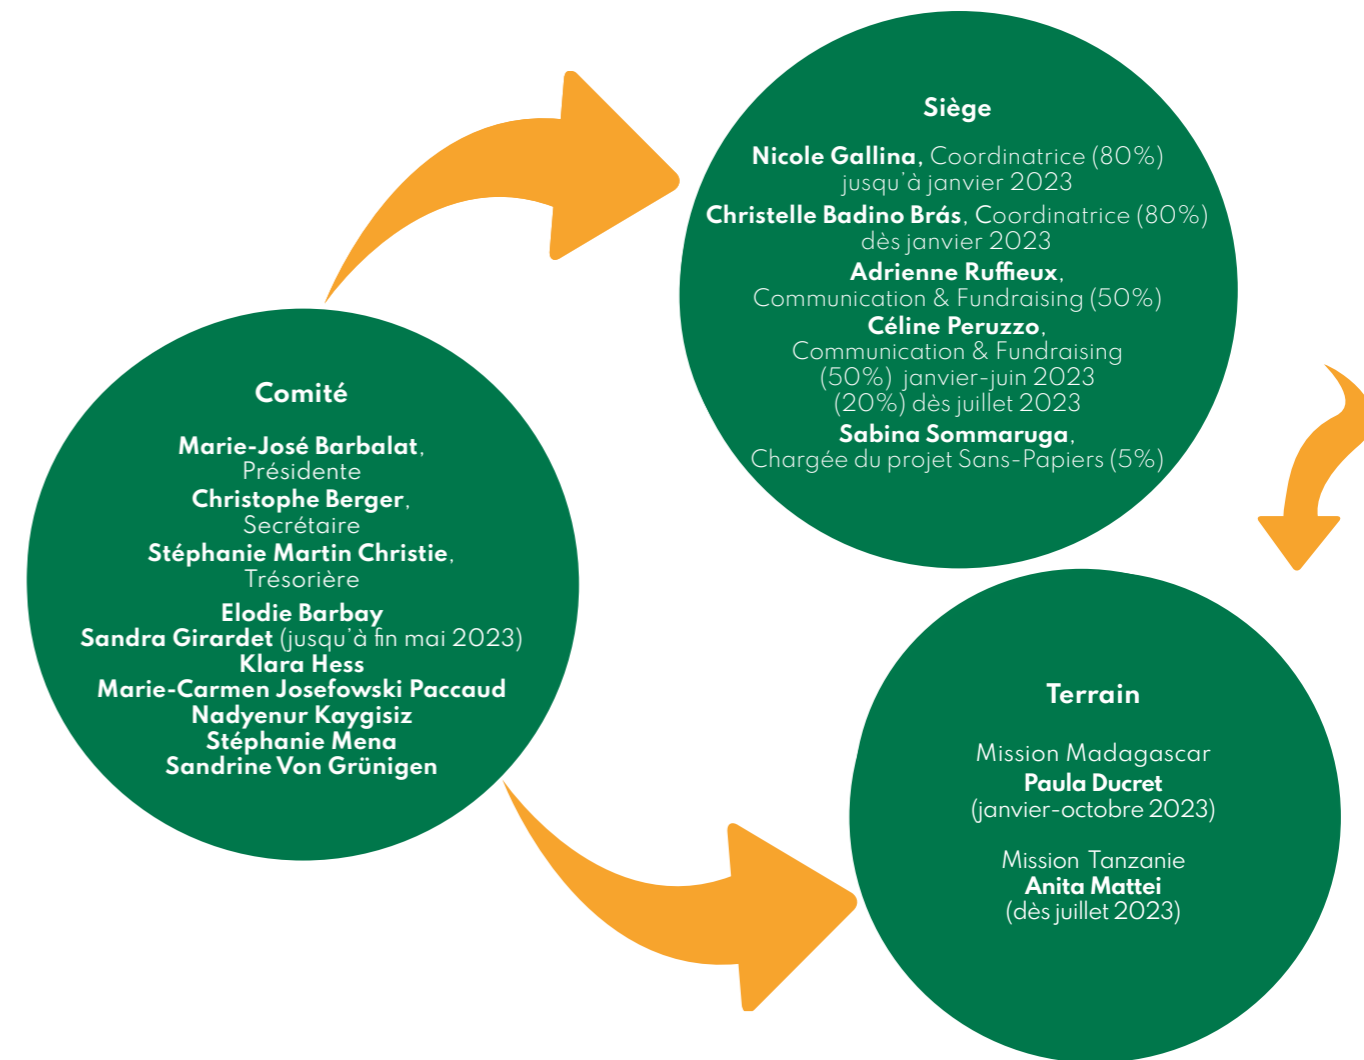 Comité
Marie-José Barbalat,
Présidente
Christophe Berger,
Secrétaire
Stéphanie Martin Christie,
Trésorière
Elodie Barbay
Sandra Girardet (jusqu'à fin mai 2023)
Klara Hess
Marie-Carmen Josefowski Paccaud
Nadyenur Kaygisiz
Stéphanie Mena
Sandrine Von Grünigen
Siège
Nicole Gallina, Coordinatrice (80%)
jusqu'à janvier 2023
Christelle Badino Brás, Coordinatrice (80%)
dès janvier 2023
Adrienne Ruffieux,
Communication & Fundraising (50%)
Céline Peruzzo,
Communication & Fundraising
(50%) janvier-juin 2023
(20%) dès juillet 2023
Sabina Sommaruga,
Chargée du projet Sans-Papiers (5%)
Terrain
Mission Madagascar
Paula Ducret
(janvier-octobre 2023)
Mission Tanzanie
Anita Mattei
(dès juillet 2023)